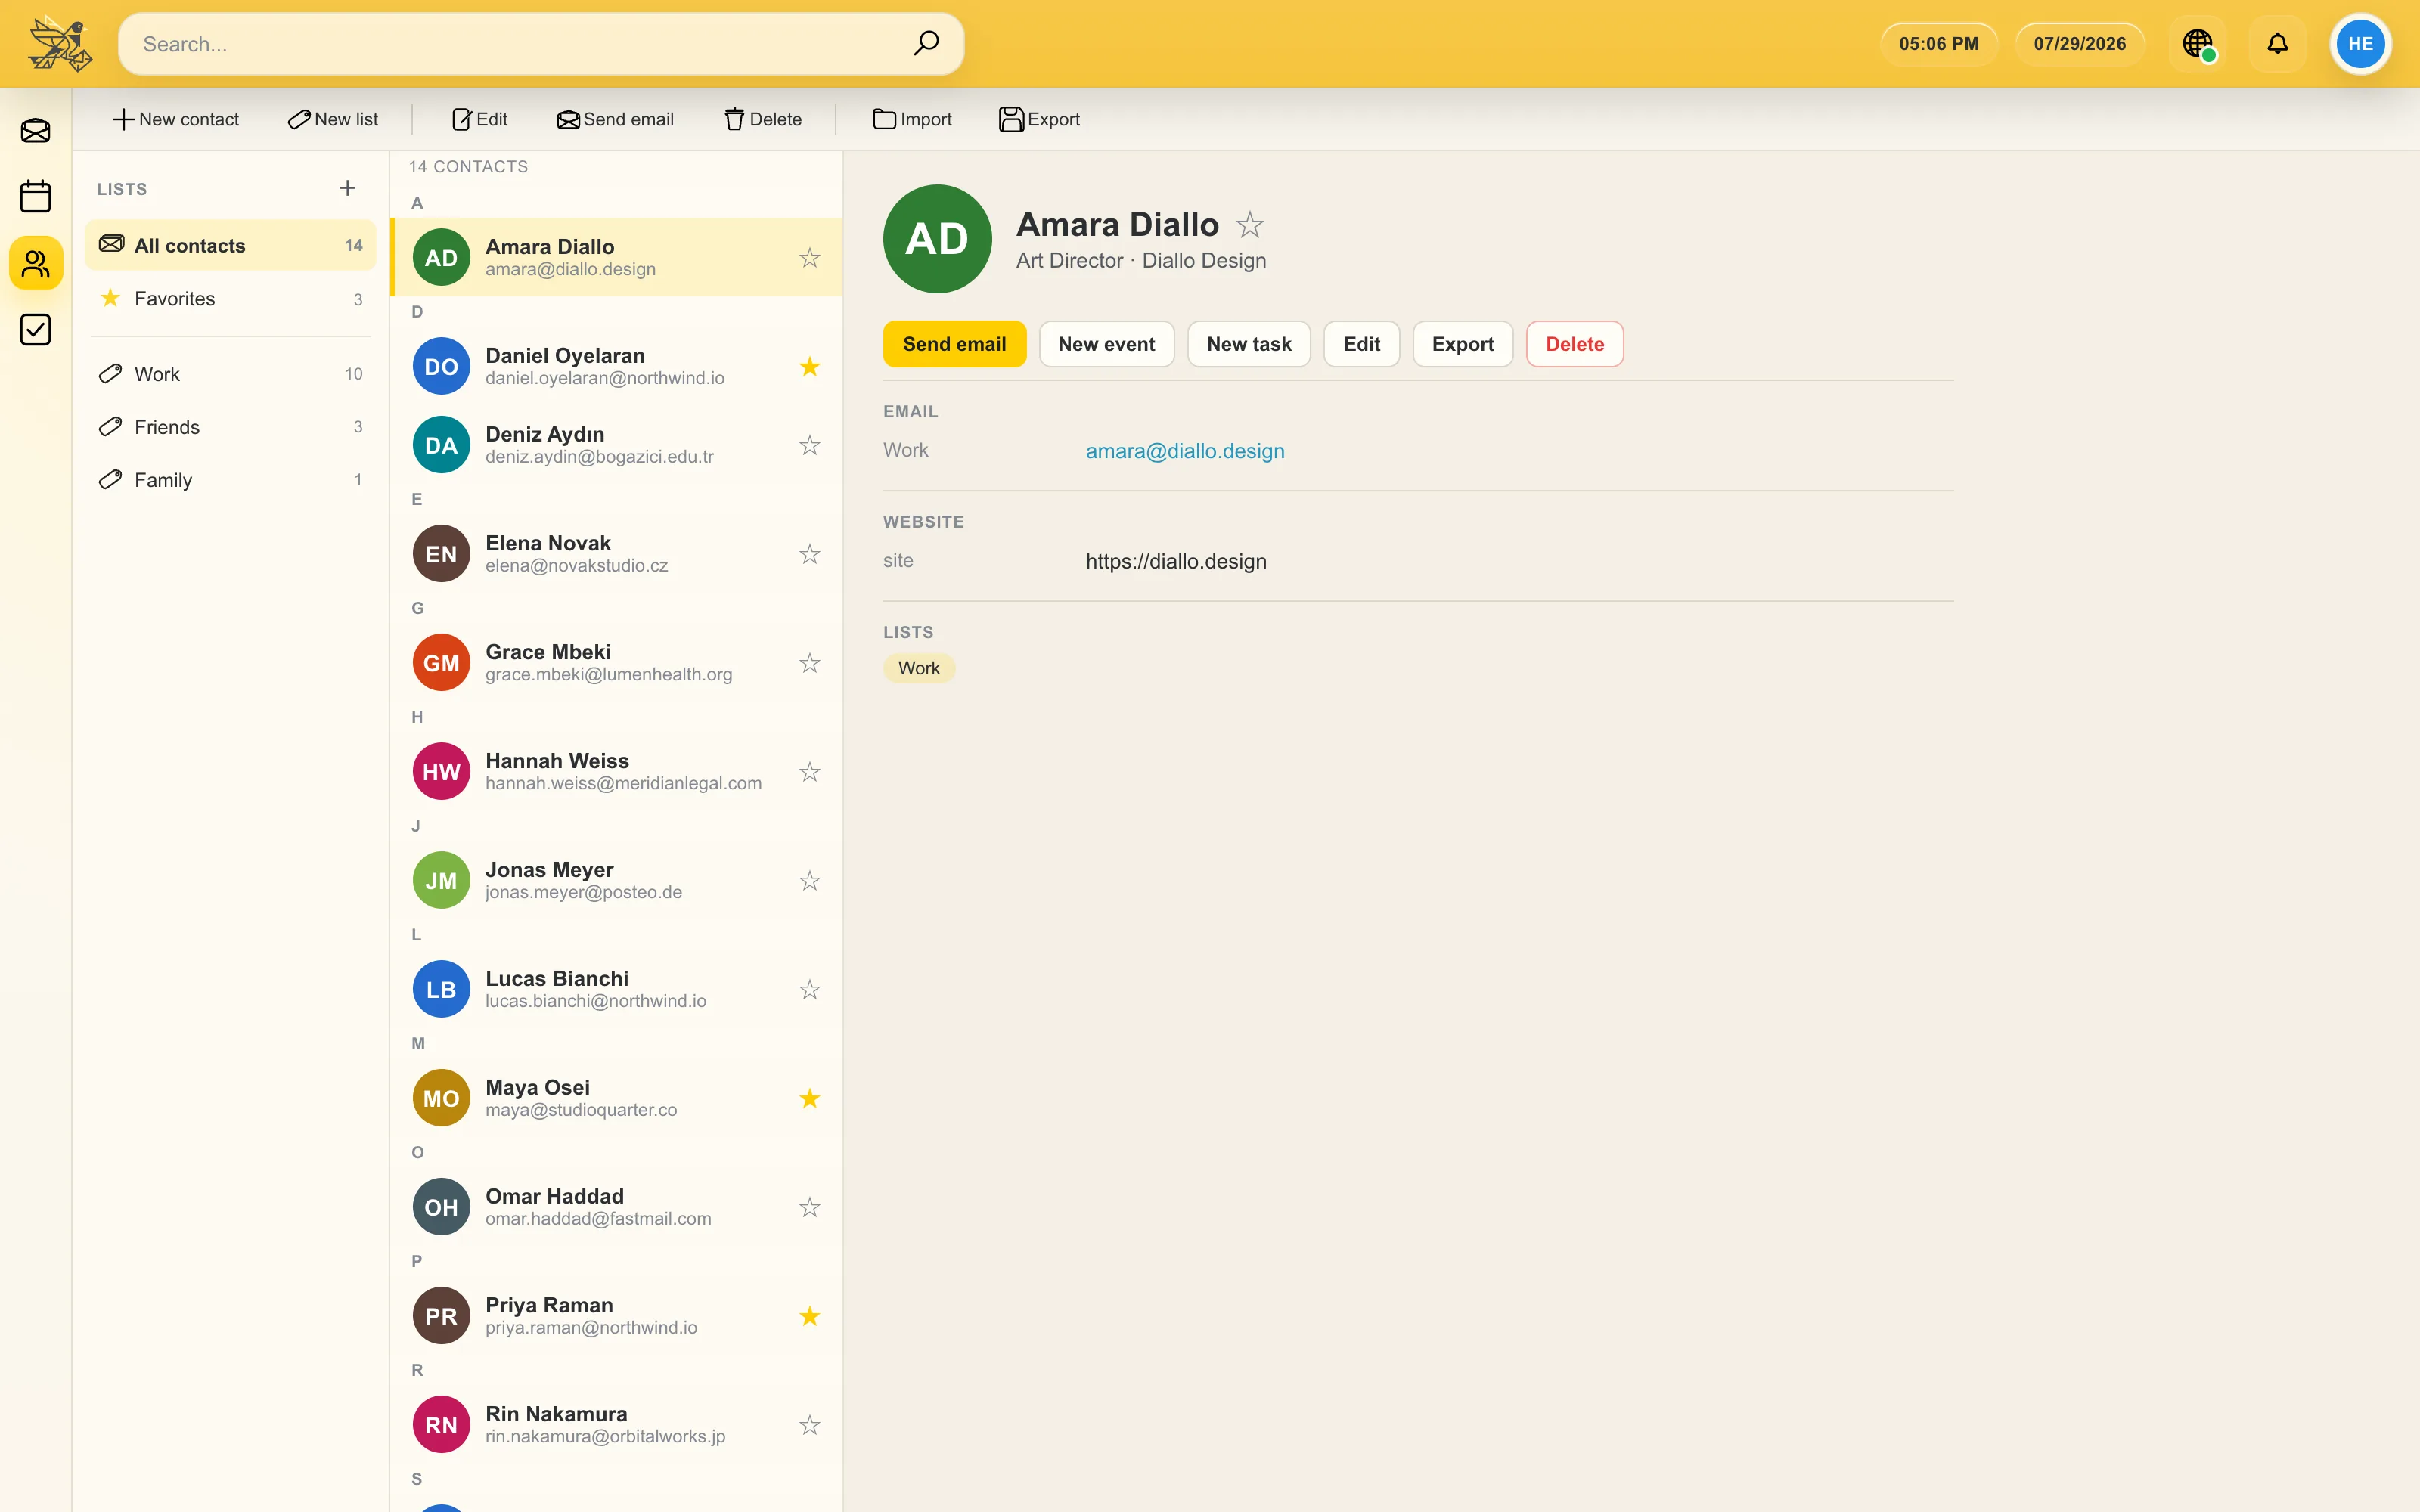 Search...
05:06 PM
07/29/2026
HE
New contact
New list
Edit
Send email
Delete
Import
Export
LISTS
All contacts 14
Favorites 3
Work 10
Friends 3
Family 1
14 CONTACTS
A
AD
Amara Diallo
amara@diallo.design
D
DO
Daniel Oyelaran
daniel.oyelaran@northwind.io
DA
Deniz Aydın
deniz.aydin@bogazici.edu.tr
E
EN
Elena Novak
elena@novakstudio.cz
G
GM
Grace Mbeki
grace.mbeki@lumenhealth.org
H
HW
Hannah Weiss
hannah.weiss@meridianlegal.com
J
JM
Jonas Meyer
jonas.meyer@posteo.de
L
LB
Lucas Bianchi
lucas.bianchi@northwind.io
M
MO
Maya Osei
maya@studioquarter.co
O
OH
Omar Haddad
omar.haddad@fastmail.com
P
PR
Priya Raman
priya.raman@northwind.io
R
RN
Rin Nakamura
rin.nakamura@orbitalworks.jp
S
AD
Amara Diallo
Art Director · Diallo Design
Send email
New event
New task
Edit
Export
Delete
EMAIL
Work amara@diallo.design
WEBSITE
site https://diallo.design
LISTS
Work